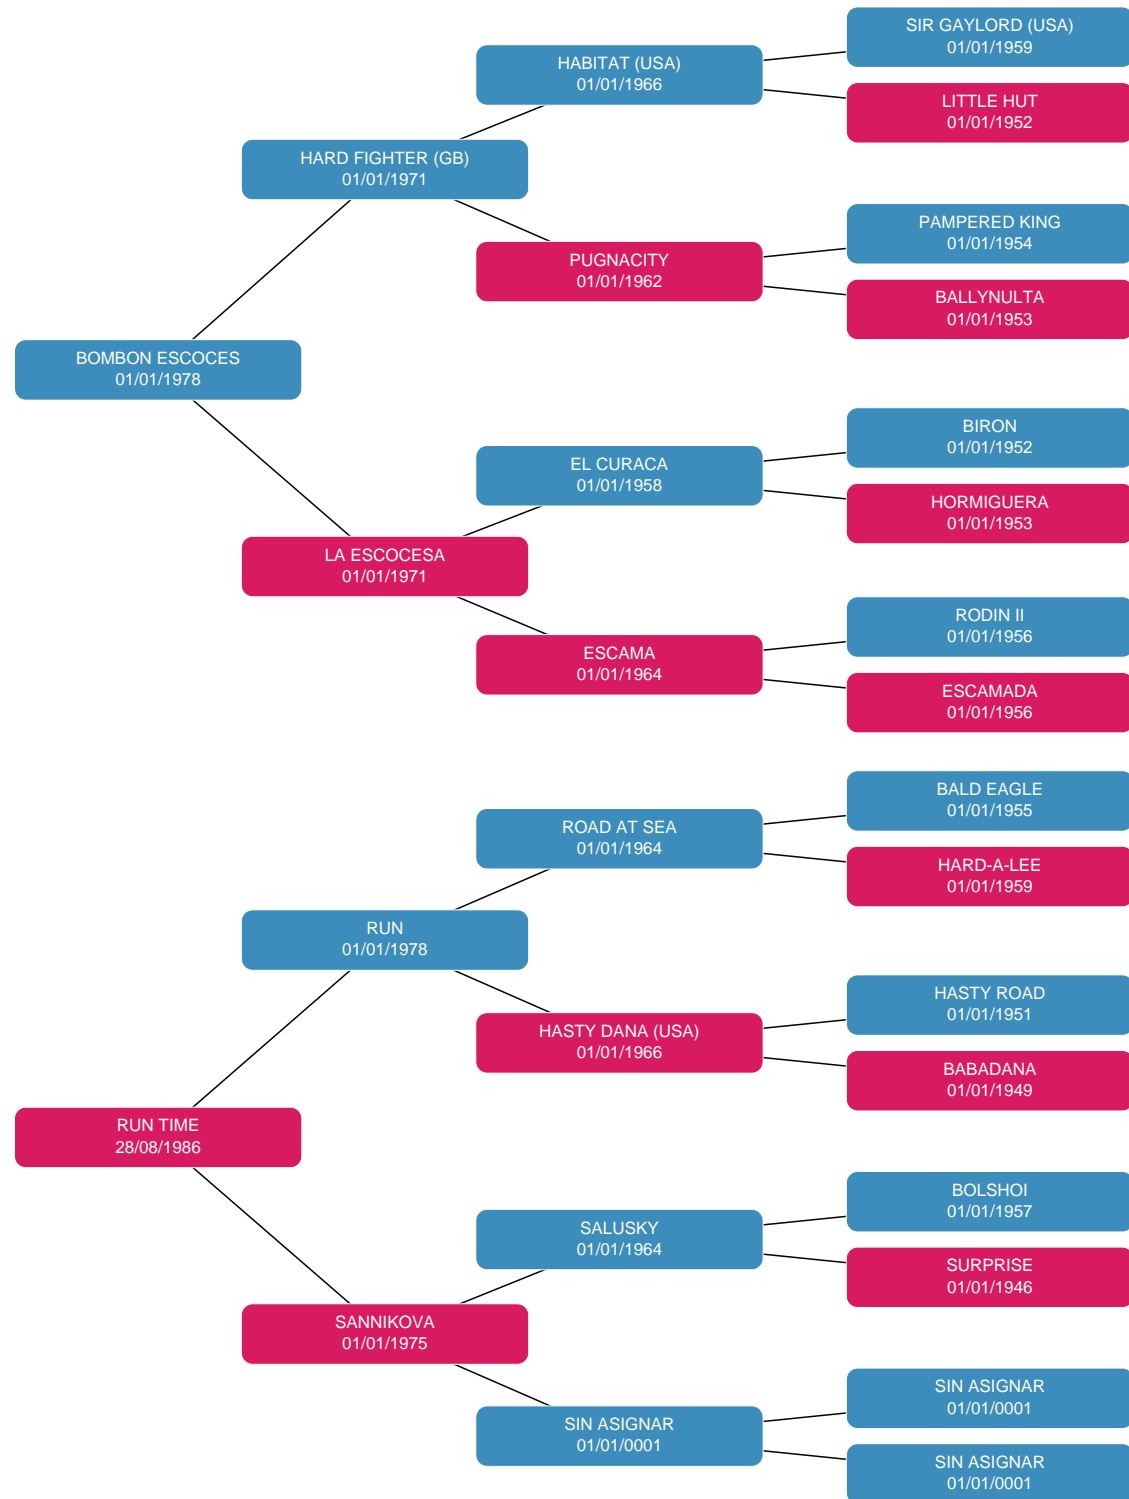 SIR GAYLORD (USA)
01/01/1959
HABITAT (USA)
01/01/1966
LITTLE HUT
01/01/1952
HARD FIGHTER (GB)
01/01/1971
PAMPERED KING
01/01/1954
PUGNACITY
01/01/1962
BALLYNULTA
01/01/1953
BOMBON ESCOCES
01/01/1978
BIRON
01/01/1952
EL CURACA
01/01/1958
HORMIGUERA
01/01/1953
LA ESCOCESA
01/01/1971
RODIN II
01/01/1956
ESCAMA
01/01/1964
ESCAMADA
01/01/1956
BALD EAGLE
01/01/1955
ROAD AT SEA
01/01/1964
HARD-A-LEE
01/01/1959
RUN
01/01/1978
HASTY ROAD
01/01/1951
HASTY DANA (USA)
01/01/1966
BABADANA
01/01/1949
RUN TIME
28/08/1986
BOLSHOI
01/01/1957
SALUSKY
01/01/1964
SURPRISE
01/01/1946
SANNIKOVA
01/01/1975
SIN ASIGNAR
01/01/0001
SIN ASIGNAR
01/01/0001
SIN ASIGNAR
01/01/0001